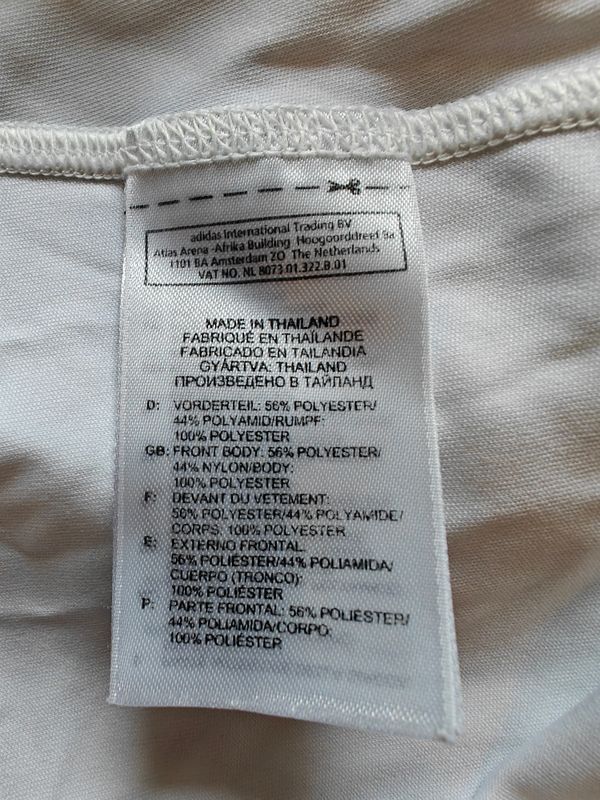 adidas International Trading BV
Atlas Arena -Afrika Building Hoogoorddreef 9a
1101 BA Amsterdam ZO The Netherlands
VAT NO. NL 8073.01.322.B.01
MADE IN THAILAND
FABRIQUÉ EN THAÏLANDE
FABRICADO EN TAILANDIA
GYÁRTVA: THAILAND
ПРОИЗВЕДЕНО В ТАЙЛАНД
D: VORDERTEIL: 56% POLYESTER/
44% POLYAMID/RUMPF:
100% POLYESTER
GB: FRONT BODY: 56% POLYESTER/
44% NYLON/BODY:
100% POLYESTER
F: DEVANT DU VETEMENT:
56% POLYESTER/44% POLYAMIDE/
CORPS: 100% POLYESTER
E: EXTERNO FRONTAL:
56% POLIÉSTER/44% POLIAMIDA/
CUERPO (TRONCO):
100% POLIÉSTER
P: PARTE FRONTAL: 56% POLIÉSTER/
44% POLIAMIDA/CORPO:
100% POLIÉSTER